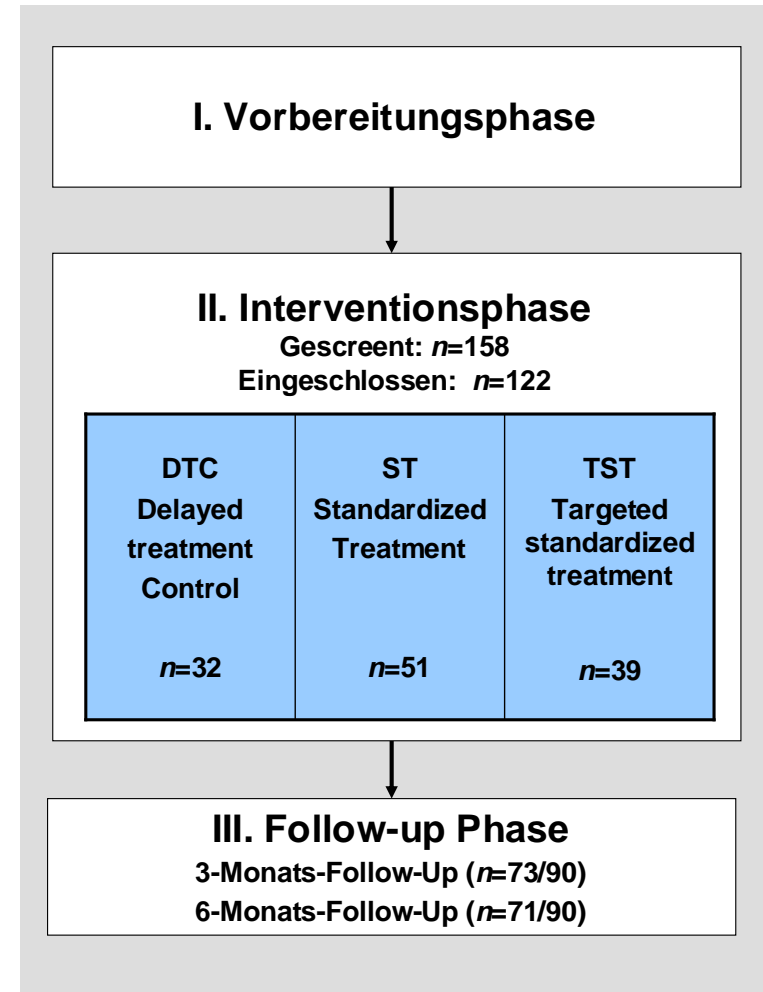 I. Vorbereitungsphase
II. Interventionsphase
Gescreent: n=158
Eingeschlossen: n=122
DTC
Delayed
treatment
Control
n=32
ST
Standardized
Treatment
n=51
TST
Targeted
standardized
treatment
n=39
III. Follow-up Phase
3-Monats-Follow-Up (n=73/90)
6-Monats-Follow-Up (n=71/90)